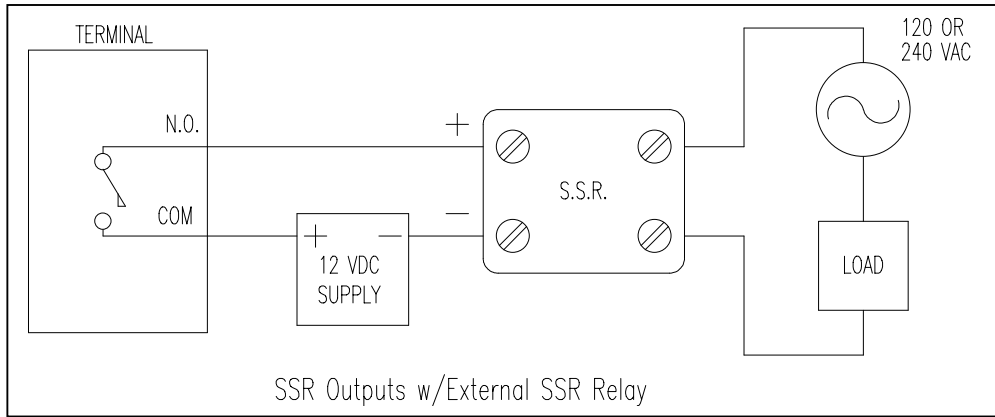 TERMINAL
120 OR
240 VAC
N.O.
+
S.S.R.
COM
−
+ −
12 VDC
SUPPLY
LOAD
SSR Outputs w/External SSR Relay